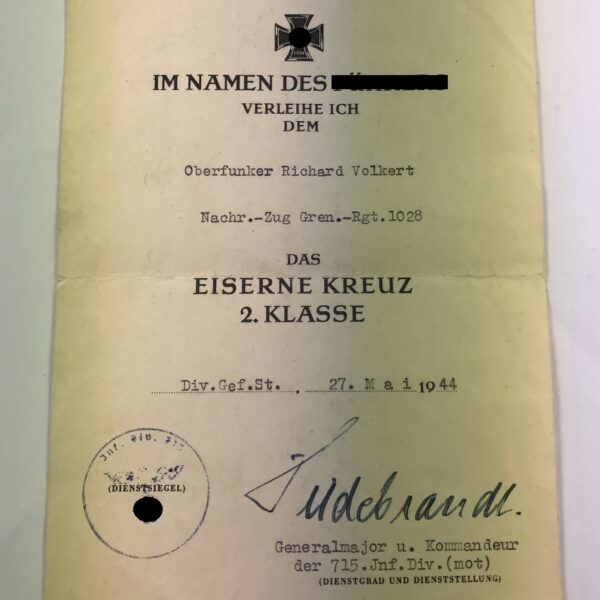 IM NAMEN DES
VERLEIHE ICH
DEM
Oberfunker Richard Volkert
Nachr.-Zug Gren.-Rgt.1028
DAS
EISERNE KREUZ
2. KLASSE
Div.Gef.St. , 27. Mai 1944
(DIENSTSIEGEL)
Hildebrandt.
Generalmajor u. Kommandeur
der 715.Jnf.Div.(mot)
(DIENSTGRAD UND DIENSTSTELLUNG)